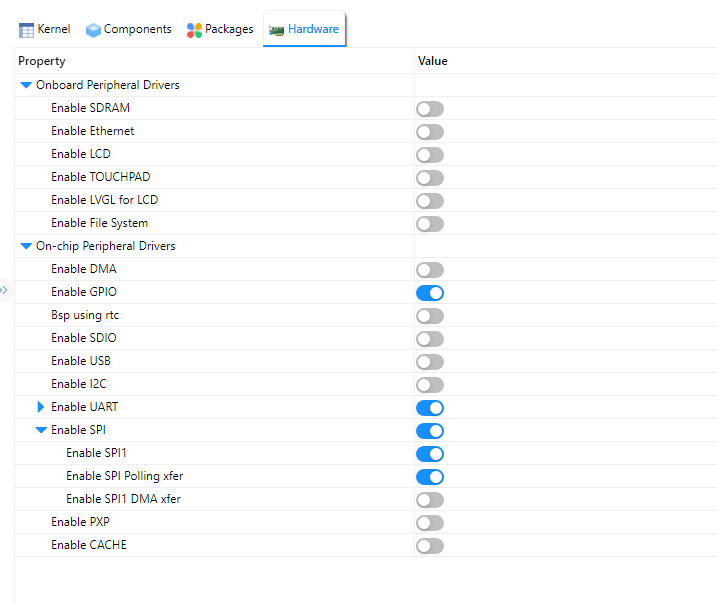 Kernel Components Packages Hardware
Property Value
Onboard Peripheral Drivers
Enable SDRAM
Enable Ethernet
Enable LCD
Enable TOUCHPAD
Enable LVGL for LCD
Enable File System
On-chip Peripheral Drivers
Enable DMA
Enable GPIO
Bsp using rtc
Enable SDIO
Enable USB
Enable I2C
Enable UART
Enable SPI
Enable SPI1
Enable SPI Polling xfer
Enable SPI1 DMA xfer
Enable PXP
Enable CACHE